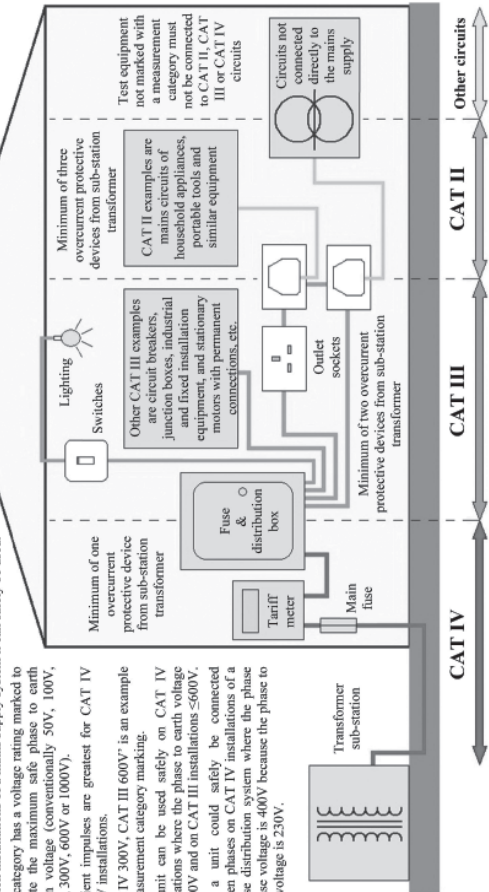 category has a voltage rating marked to
the maximum safe phase to earth
voltage (conventionally 50V, 100V,
300V, 600V or 1000V).
impulses are greatest for CAT IV
installations.
IV 300V, CAT III 600V' is an example
measurement category marking.
unit can be used safely on CAT IV
where the phase to earth voltage
and on CAT III installations ≤600V.
a unit could safely be connected
phases on CAT IV installations of a
distribution system where the phase
voltage is 400V because the phase to
voltage is 230V.
Transformer
sub-station
Minimum of one
overcurrent
protective device
from sub-station
transformer
Tariff
meter
Main
fuse
Fuse
&
distribution
box
Lighting
Switches
Other CAT III examples
are circuit breakers,
junction boxes, industrial
and fixed installation
equipment, and stationary
motors with permanent
connections, etc.
Outlet
sockets
Minimum of two overcurrent
protective devices from sub-station
transformer
Minimum of three
overcurrent protective
devices from sub-station
transformer
CAT II examples are
mains circuits of
household appliances,
portable tools and
similar equipment
Test equipment
not marked with
a measurement
category must
not be connected
to CAT II, CAT
III or CAT IV
circuits
Circuits not
connected
directly to
the mains
supply
CAT IV
CAT III
CAT II
Other circuits